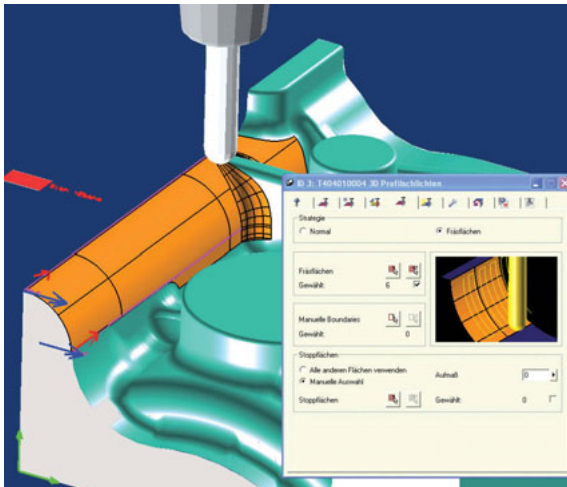 ID 3: T404010004 3D Profilschlichten
Strategie
Normal
Fräsflächen
Fräsflächen
Gewählt: 6
Manuelle Boundaries
Gewählt: 0
Stoppflächen
Alle anderen Flächen verwenden
Aufmaß 0
Manuelle Auswahl
Stoppflächen
Gewählt: 0